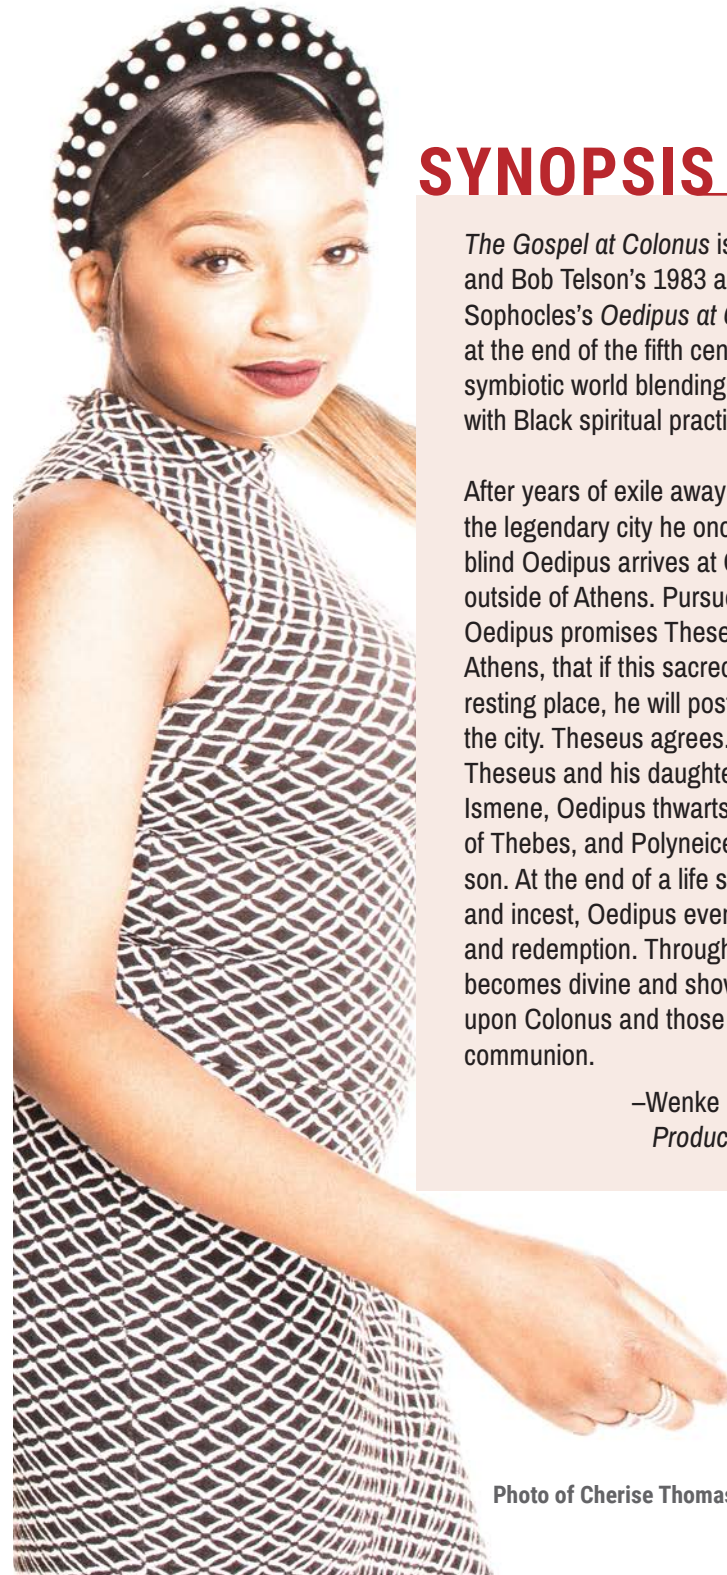 SYNOPSIS
The Gospel at Colonus is
and Bob Telson’s 1983 a
Sophocles’s Oedipus at
at the end of the fifth cen
symbiotic world blending
with Black spiritual practi
After years of exile away
the legendary city he onc
blind Oedipus arrives at
outside of Athens. Pursue
Oedipus promises These
Athens, that if this sacred
resting place, he will pos
the city. Theseus agrees.
Theseus and his daughte
Ismene, Oedipus thwarts
of Thebes, and Polyneice
son. At the end of a life s
and incest, Oedipus ever
and redemption. Through
becomes divine and show
upon Colonus and those
communion.
–Wenke
Produc
Photo of Cherise Thomas